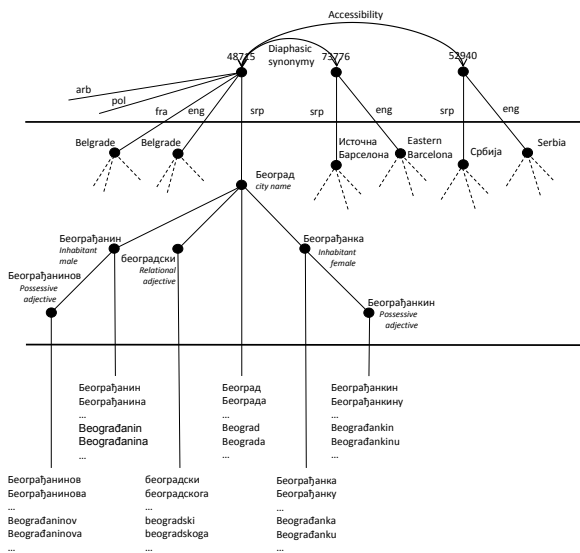 Accessibility
48715
Diaphasic
synonymy
73776
52940
arb
pol
fra
eng
srp
srp
eng
srp
eng
Belgrade
Belgrade
Источна
Барселона
Eastern
Barcelona
Србија
Serbia
Београд
city name
Београђанин
Inhabitant
male
београдски
Relational
adjective
Београђанка
Inhabitant
female
Београђанинов
Possessive
adjective
Београђанкин
Possessive
adjective
Београђанин
Београђанина
...
Beograđanin
Beograđanina
...
Београд
Београда
...
Beograd
Beograda
...
Београђанкин
Београђанкину
...
Beograđankin
Beograđankinu
...
Београђанинов
Београђанинова
...
Beograđaninov
Beograđaninova
...
београдски
београдскога
...
beogradski
beogradskoga
...
Београђанка
Београђанку
...
Beograđanka
Beograđanku
...